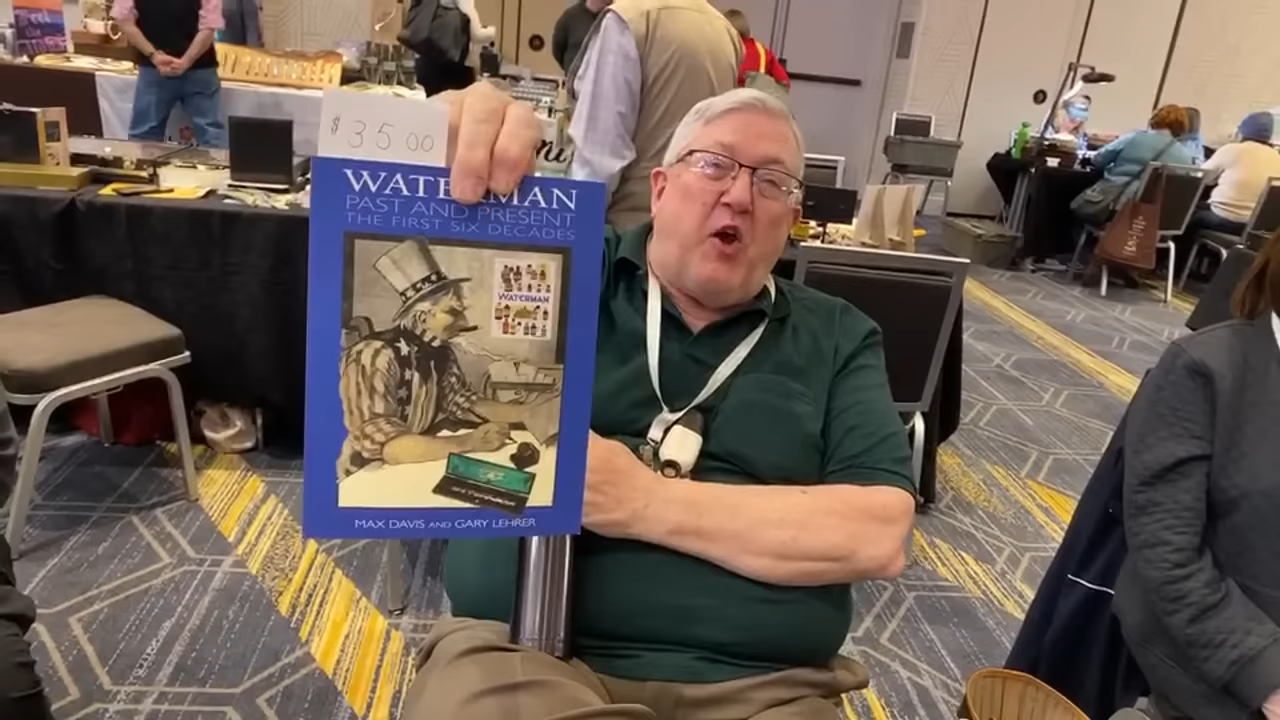 $35 00
WATERMAN
PAST AND PRESENT
THE FIRST SIX DECADES
WATERMAN
MAX DAVIS AND GARY LEHRER